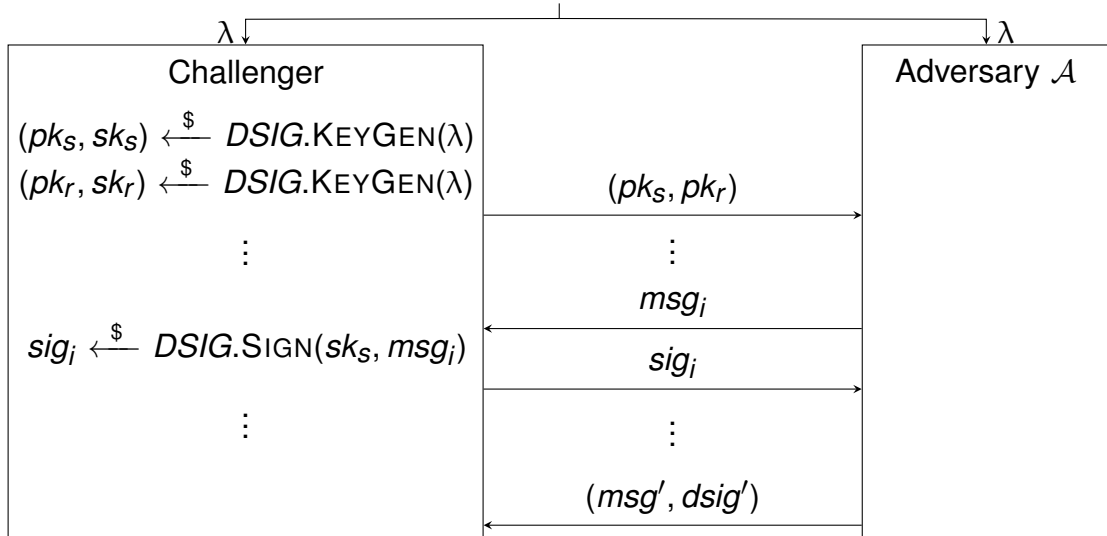 λ λ
Challenger Adversary 𝒜
(pk_s, sk_s) ←$ DSIG.KEYGEN(λ)
(pk_r, sk_r) ←$ DSIG.KEYGEN(λ)
(pk_s, pk_r)
⋮ ⋮
msg_i
sig_i ←$ DSIG.SIGN(sk_s, msg_i)
sig_i
⋮ ⋮
(msg′, dsig′)